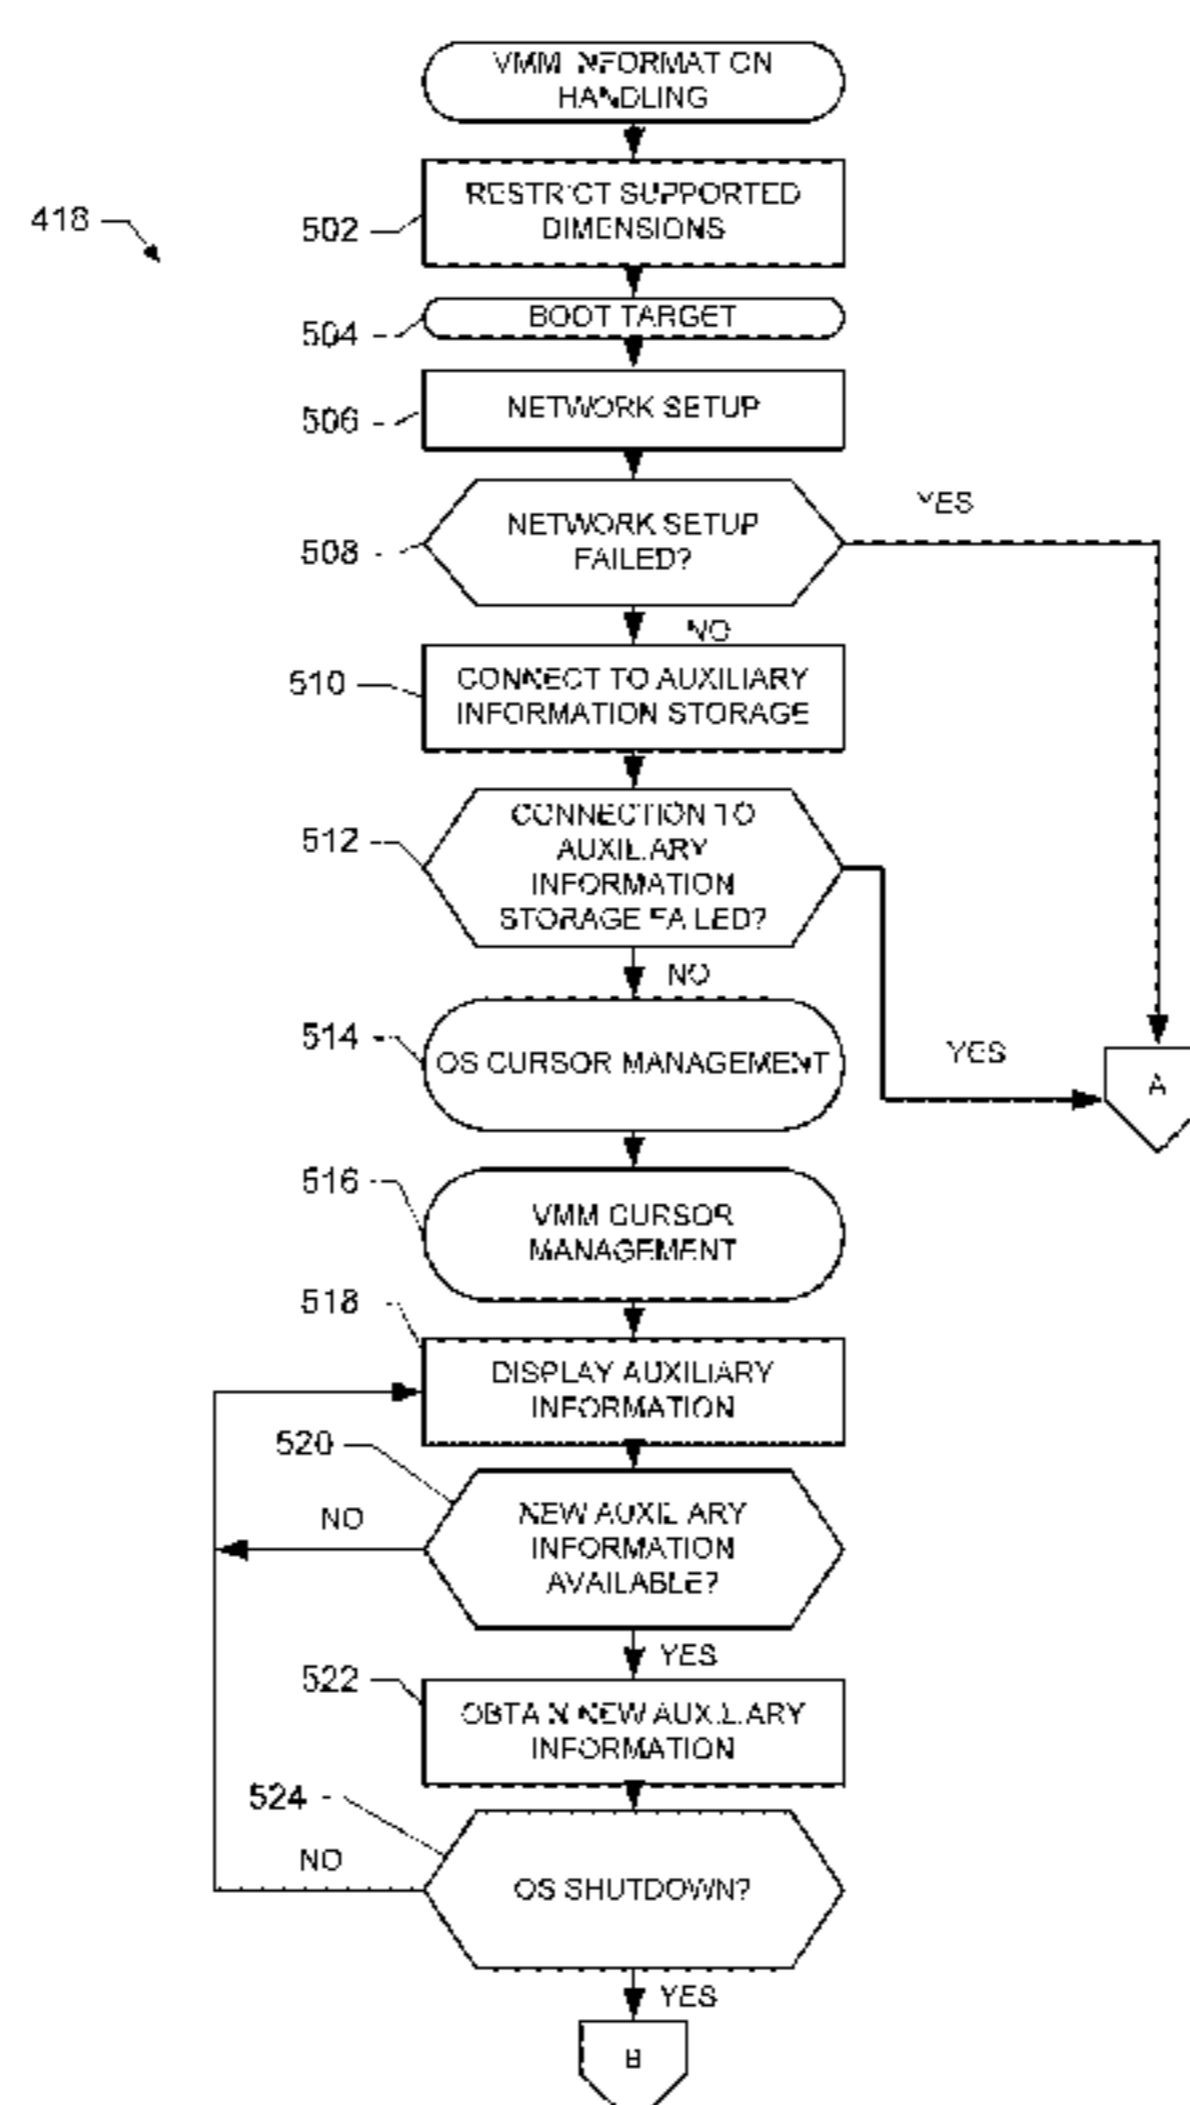 VMM INFORMATION
HANDLING
418
RESTRICT SUPPORTED
DIMENSIONS
502
BOOT TARGET
504
NETWORK SETUP
506
NETWORK SETUP
FAILED?
508
YES
NO
CONNECT TO AUXILIARY
INFORMATION STORAGE
510
CONNECTION TO
AUXILIARY
INFORMATION
STORAGE FAILED?
512
NO
YES
A
OS CURSOR MANAGEMENT
514
VMM CURSOR
MANAGEMENT
516
DISPLAY AUXILIARY
INFORMATION
518
NEW AUXILIARY
INFORMATION
AVAILABLE?
520
NO
YES
OBTAIN NEW AUXILIARY
INFORMATION
522
OS SHUTDOWN?
524
NO
YES
B